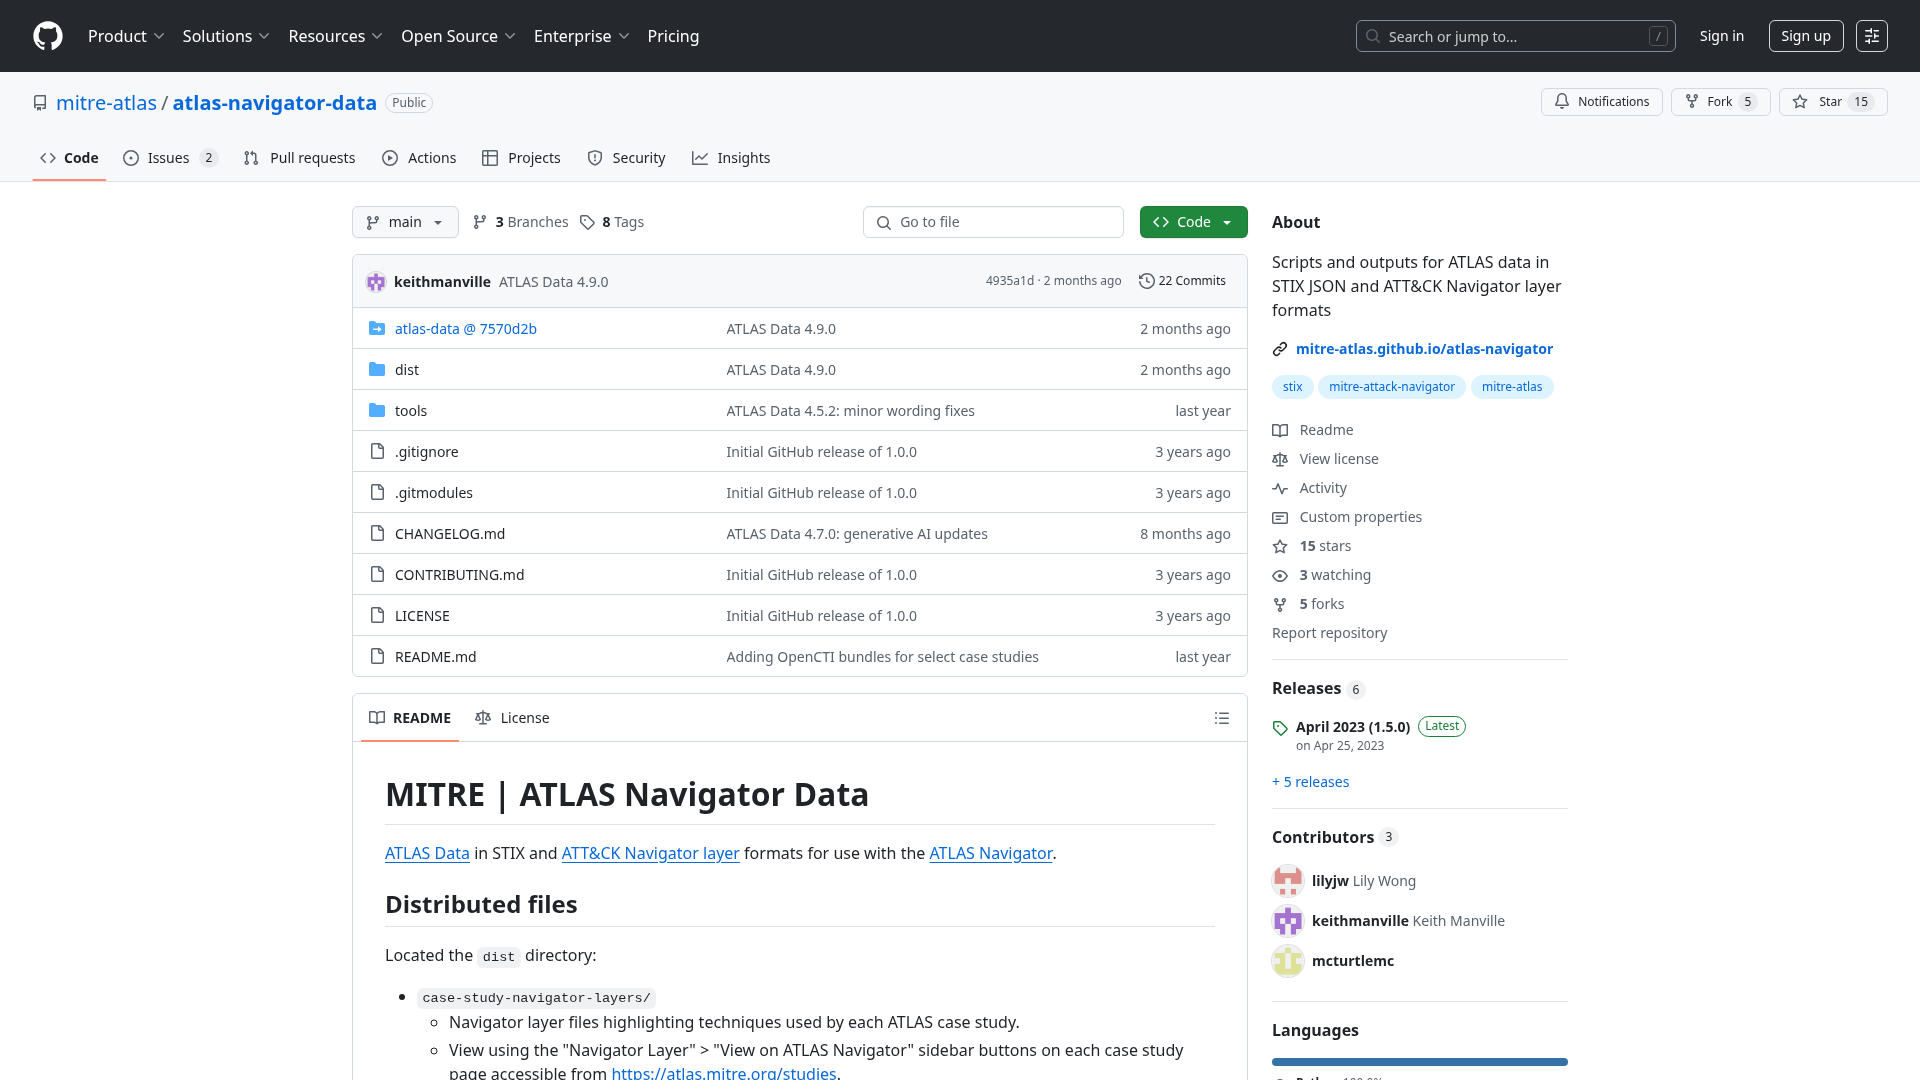 Product Solutions Resources Open Source Enterprise Pricing Search or jump to... / Sign in Sign up
mitre-atlas / atlas-navigator-data Public Notifications Fork 5 Star 15
Code Issues 2 Pull requests Actions Projects Security Insights
main 3 Branches 8 Tags Go to file Code
keithmanville ATLAS Data 4.9.0 4935a1d · 2 months ago 22 Commits
atlas-data @ 7570d2b ATLAS Data 4.9.0 2 months ago
dist ATLAS Data 4.9.0 2 months ago
tools ATLAS Data 4.5.2: minor wording fixes last year
.gitignore Initial GitHub release of 1.0.0 3 years ago
.gitmodules Initial GitHub release of 1.0.0 3 years ago
CHANGELOG.md ATLAS Data 4.7.0: generative AI updates 8 months ago
CONTRIBUTING.md Initial GitHub release of 1.0.0 3 years ago
LICENSE Initial GitHub release of 1.0.0 3 years ago
README.md Adding OpenCTI bundles for select case studies last year
README License
MITRE | ATLAS Navigator Data
ATLAS Data in STIX and ATT&CK Navigator layer formats for use with the ATLAS Navigator.
Distributed files
Located the dist directory:
case-study-navigator-layers/
Navigator layer files highlighting techniques used by each ATLAS case study.
View using the "Navigator Layer" > "View on ATLAS Navigator" sidebar buttons on each case study
page accessible from https://atlas.mitre.org/studies.
About
Scripts and outputs for ATLAS data in
STIX JSON and ATT&CK Navigator layer
formats
mitre-atlas.github.io/atlas-navigator
stix mitre-attack-navigator mitre-atlas
Readme
View license
Activity
Custom properties
15 stars
3 watching
5 forks
Report repository
Releases 6
April 2023 (1.5.0) Latest
on Apr 25, 2023
+ 5 releases
Contributors 3
lilyjw Lily Wong
keithmanville Keith Manville
mcturtlemc
Languages
Python 100.0%